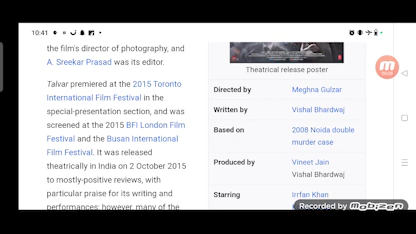 10:41
the film's director of photography, and
A. Sreekar Prasad was its editor.
Talvar premiered at the 2015 Toronto
International Film Festival in the
special-presentation section, and was
screened at the 2015 BFI London Film
Festival and the Busan International
Film Festival. It was released
theatrically in India on 2 October 2015
to mostly-positive reviews, with
particular praise for its writing and
performances; however, many of the
Theatrical release poster
Directed by Meghna Gulzar
Written by Vishal Bhardwaj
Based on 2008 Noida double
murder case
Produced by Vineet Jain
Vishal Bhardwaj
Starring Irrfan Khan
Recorded by Mobizen